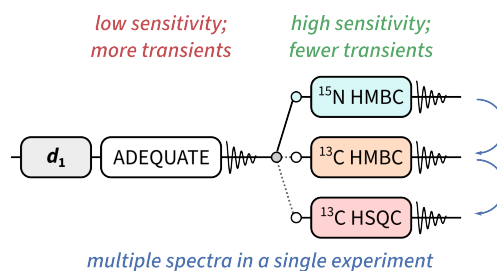 low sensitivity;
more transients
high sensitivity;
fewer transients
¹⁵N HMBC
d₁
ADEQUATE
¹³C HMBC
¹³C HSQC
multiple spectra in a single experiment